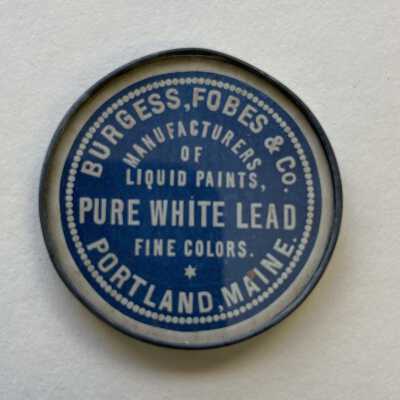 BURGESS, FOBES & CO.
MANUFACTURERS
OF
LIQUID PAINTS,
PURE WHITE LEAD
FINE COLORS.
PORTLAND, MAINE.